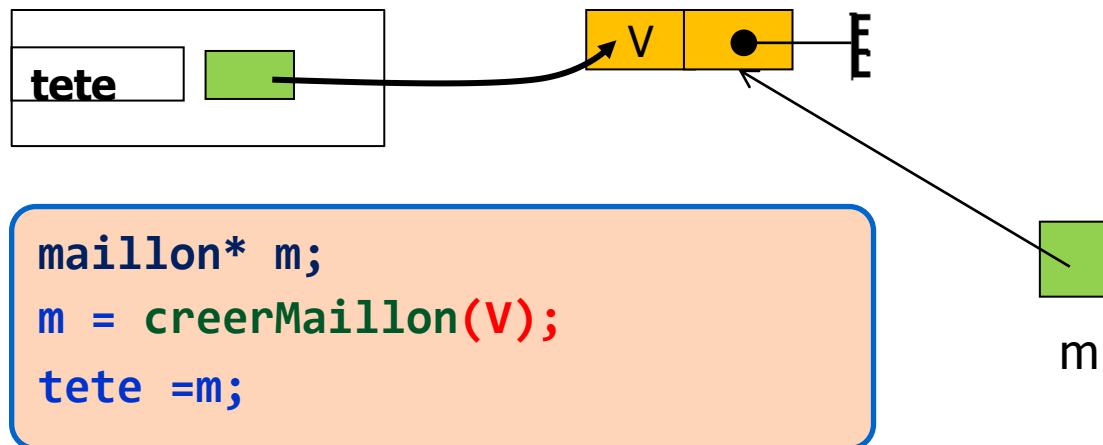 tete
V
maillon* m;
m = creerMaillon(V);
tete =m;
m